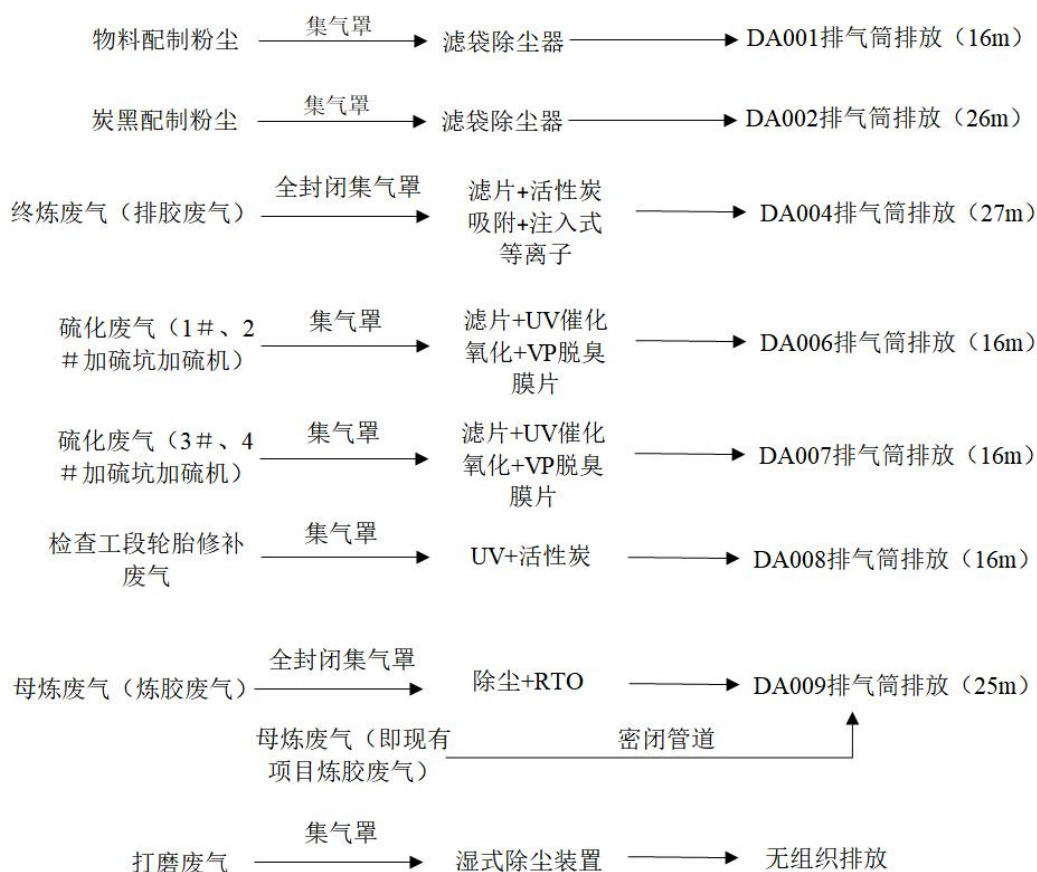 集气罩
物料配制粉尘
滤袋除尘器
DA001排气筒排放（16m）
集气罩
炭黑配制粉尘
滤袋除尘器
DA002排气筒排放（26m）
全封闭集气罩
终炼废气（排胶废气）
滤片+活性炭
吸附+注入式
等离子
DA004排气筒排放（27m）
硫化废气（1＃、2
＃加硫坑加硫机）
集气罩
滤片+UV催化
氧化+VP脱臭
膜片
DA006排气筒排放（16m）
硫化废气（3＃、4
＃加硫坑加硫机）
集气罩
滤片+UV催化
氧化+VP脱臭
膜片
DA007排气筒排放（16m）
检查工段轮胎修补
废气
集气罩
UV+活性炭
DA008排气筒排放（16m）
全封闭集气罩
母炼废气（炼胶废气）
除尘+RTO
DA009排气筒排放（25m）
母炼废气（即现有
项目炼胶废气）
密闭管道
集气罩
打磨废气
湿式除尘装置
无组织排放